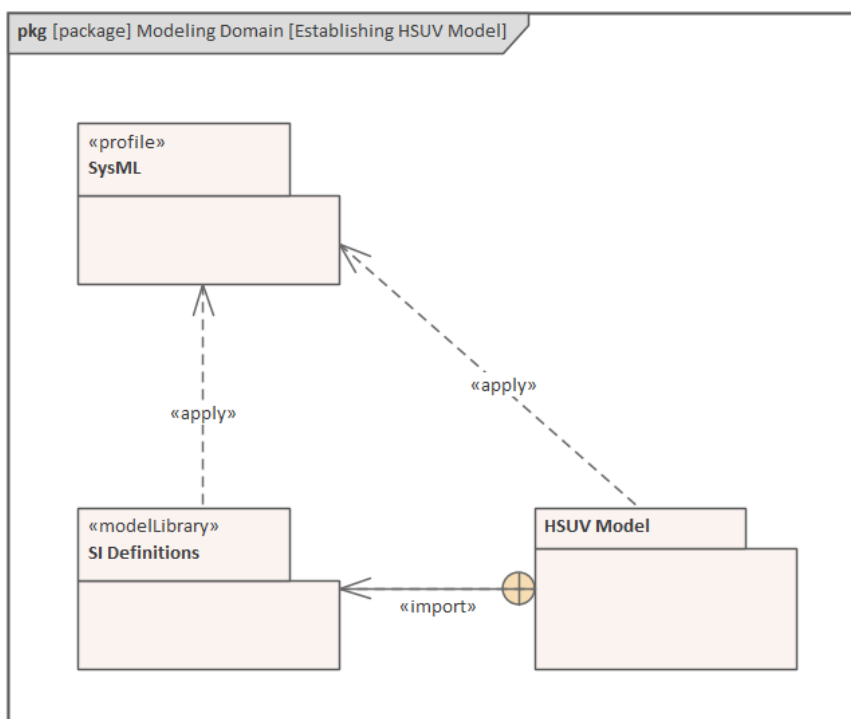 pkg [package] Modeling Domain [Establishing HSUV Model]
«profile»
SysML
«apply»
«apply»
«modelLibrary»
SI Definitions
HSUV Model
«import»